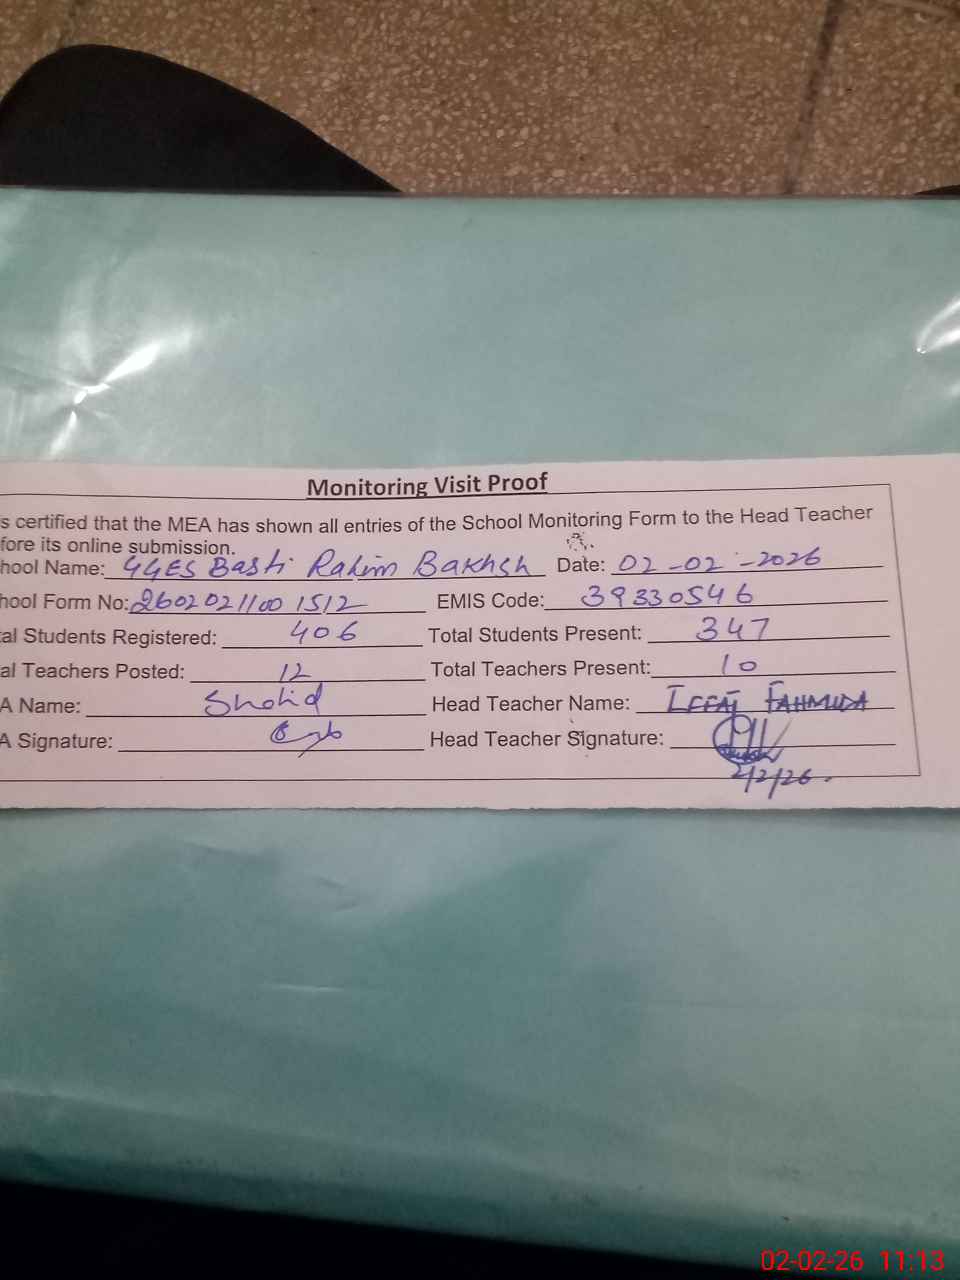 Monitoring Visit Proof
s certified that the MEA has shown all entries of the School Monitoring Form to the Head Teacher
fore its online submission.
hool Name: GGES Basti Rahim Bakhsh Date: 02-02-2026
hool Form No: 2602021100 1512 EMIS Code: 39330546
al Students Registered: 406 Total Students Present: 347
al Teachers Posted: 12 Total Teachers Present: 10
A Name: Shahid Head Teacher Name: IFFAT FAHMIDA
A Signature: Head Teacher Signature:
2/2/26.
02-02-26 11:13